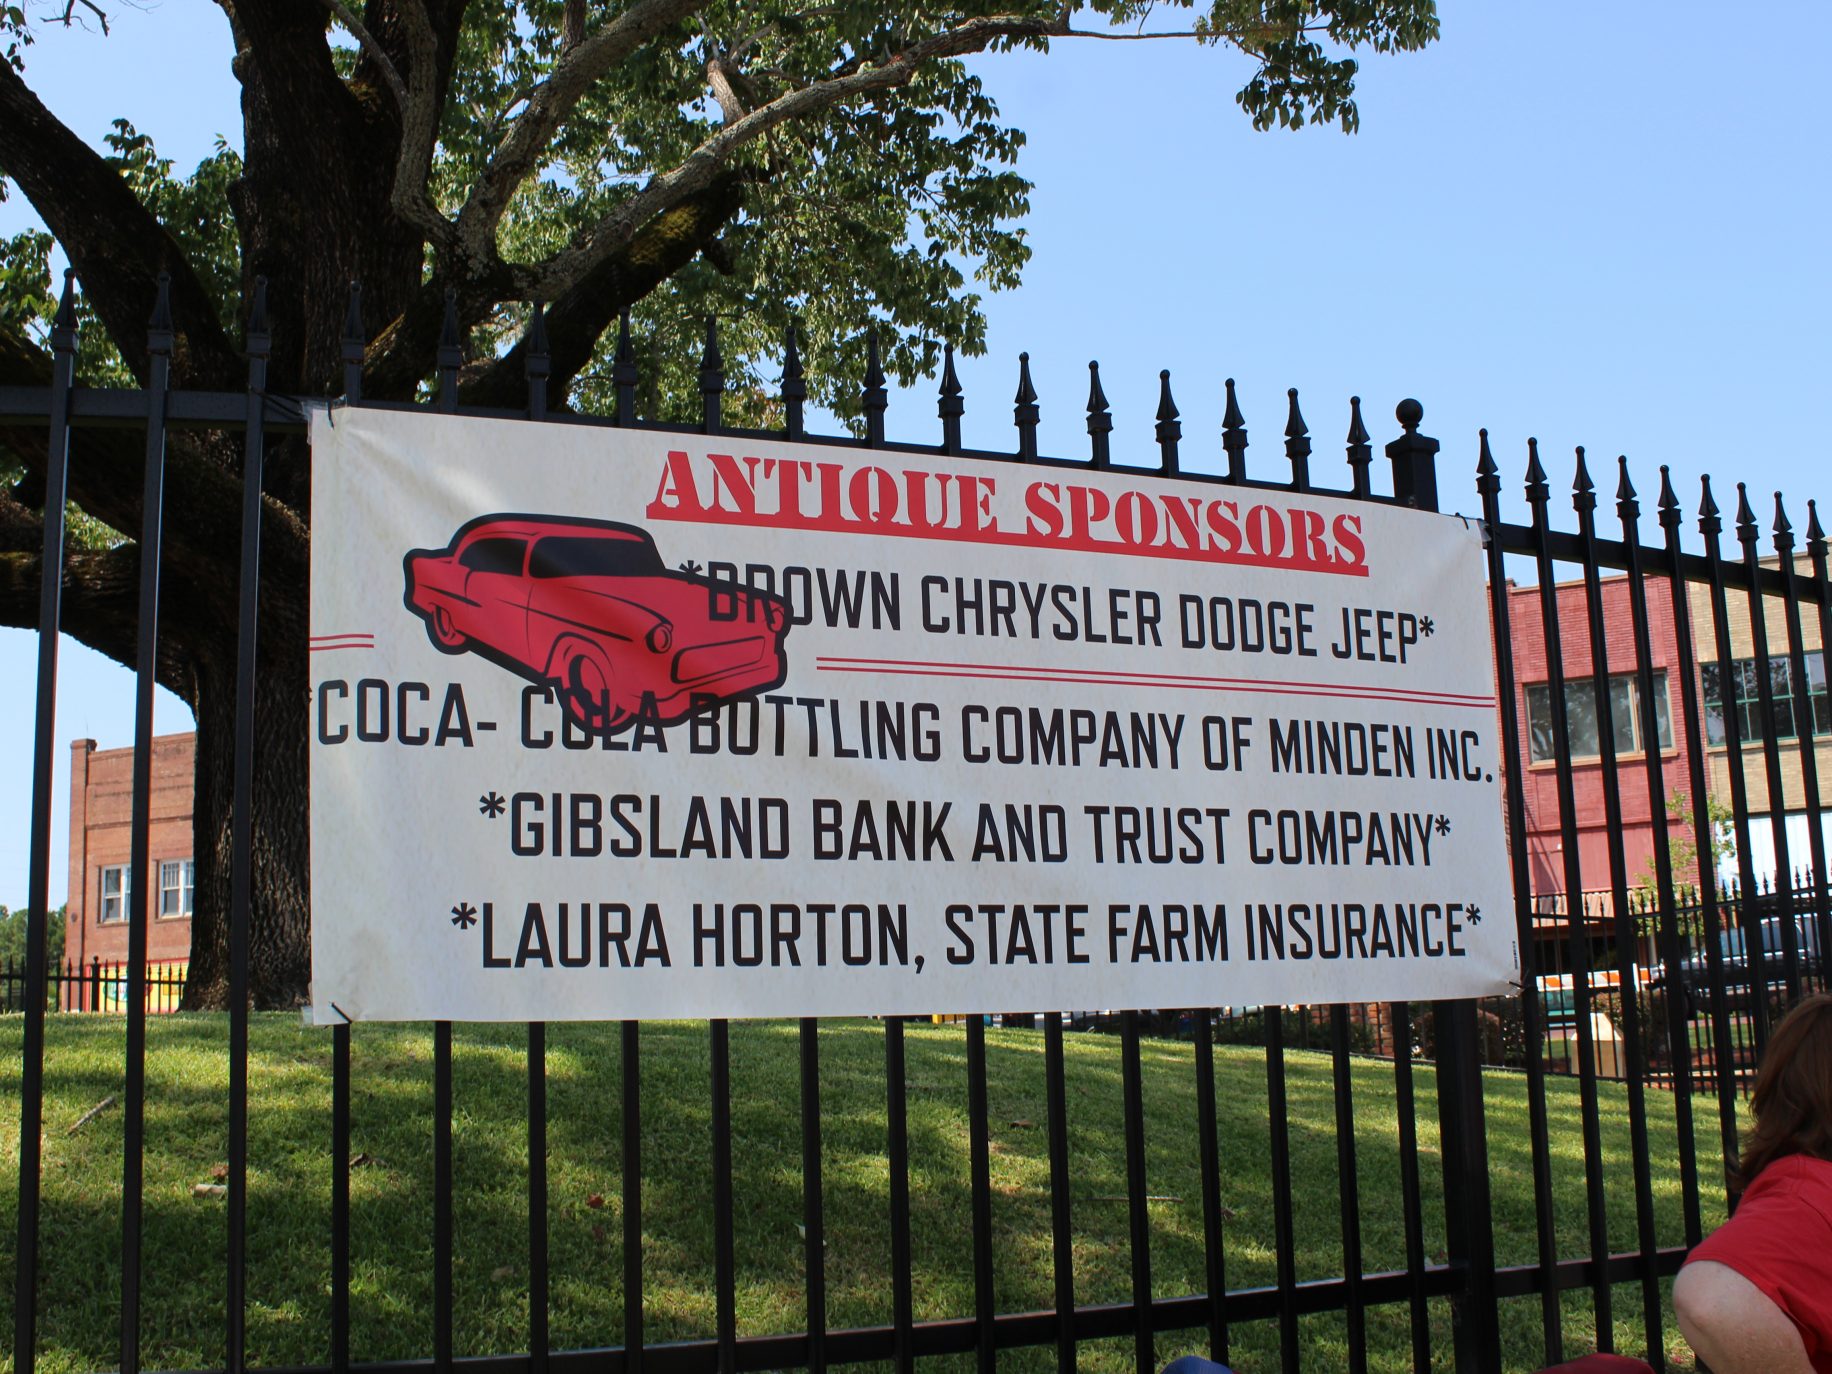 ANTIQUE SPONSORS
*BROWN CHRYSLER DODGE JEEP*
*COCA- COLA BOTTLING COMPANY OF MINDEN INC.
*GIBSLAND BANK AND TRUST COMPANY*
*LAURA HORTON, STATE FARM INSURANCE*